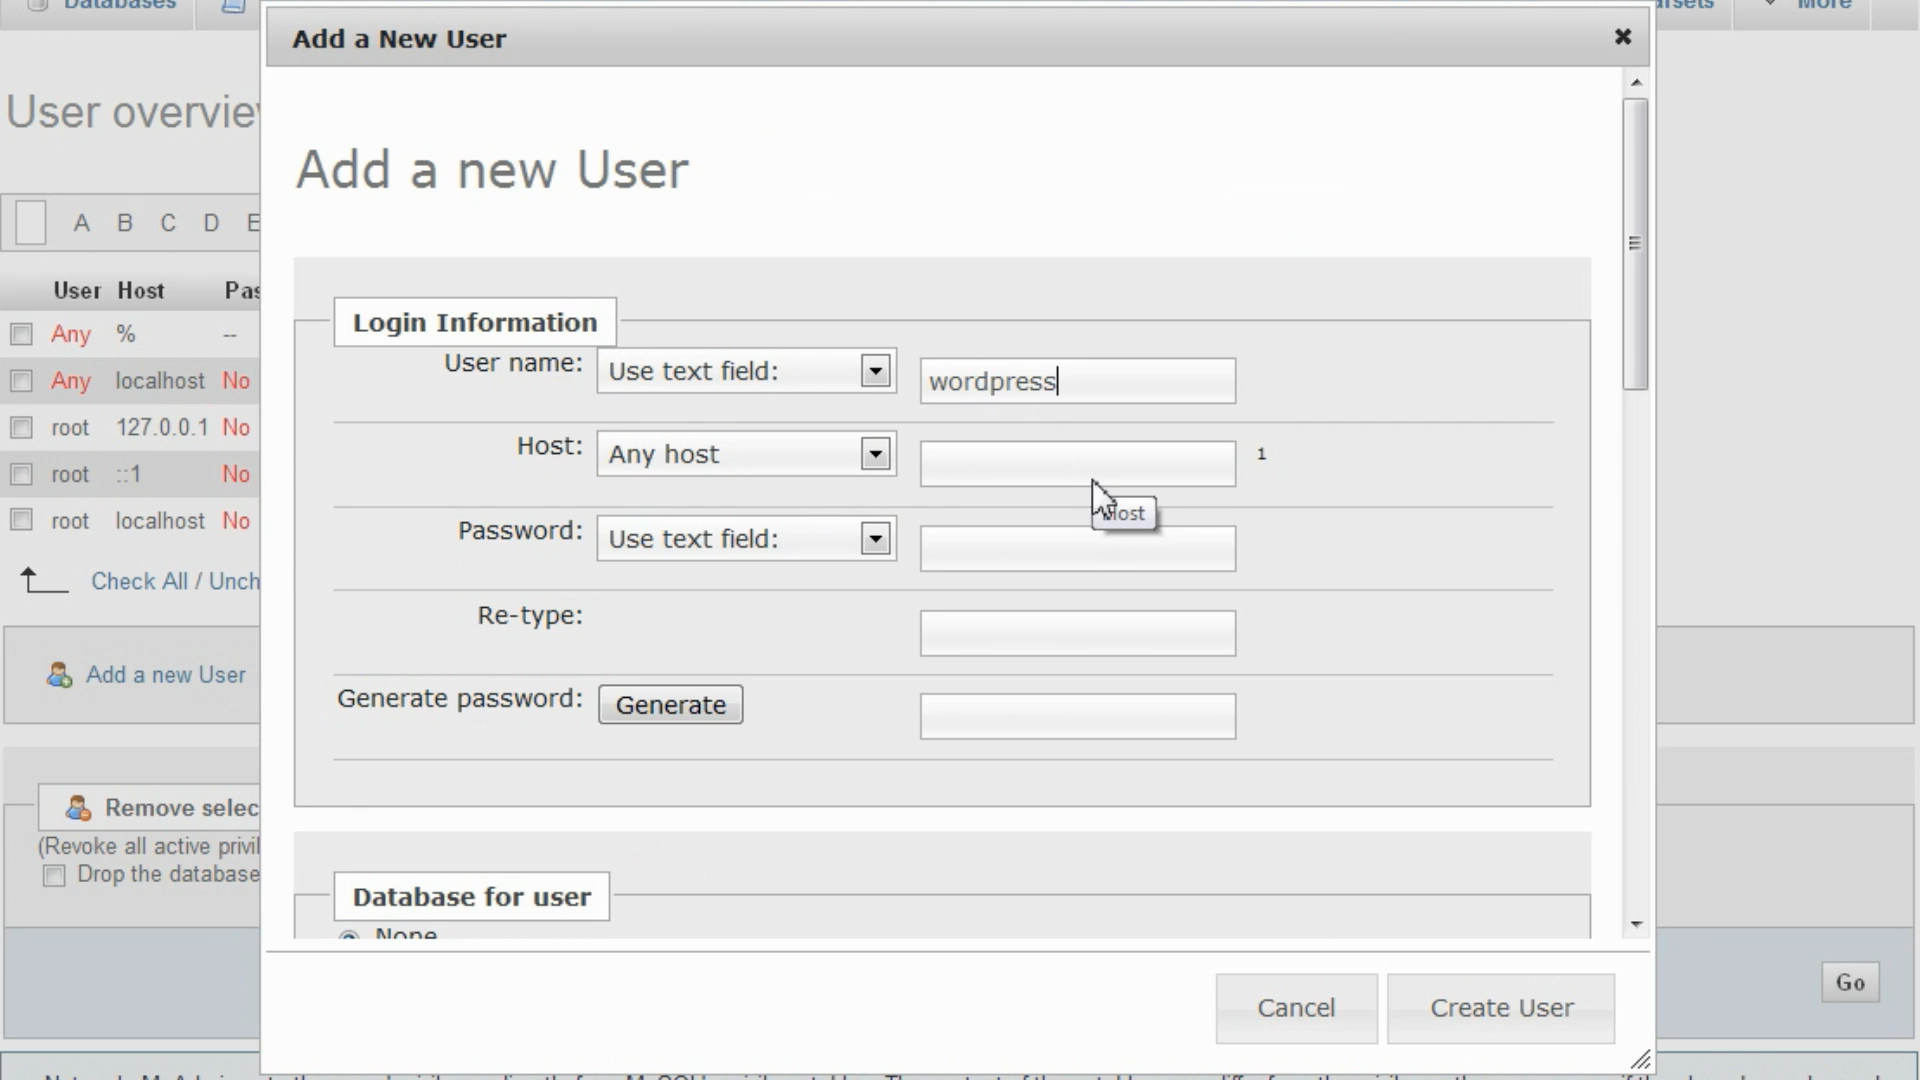 Databases
More
Add a New User
User overvie
Add a new User
A B C D E
Login Information
User Host Pas
User name: Use text field: wordpress
Any % --
Any localhost No
Host: Any host 1
root 127.0.0.1 No
root ::1 No
Host
root localhost No
Password: Use text field:
Check All / Unch
Re-type:
Add a new User
Generate password: Generate
Remove selec
(Revoke all active privil
Drop the database
Database for user
None
Go
Cancel Create User